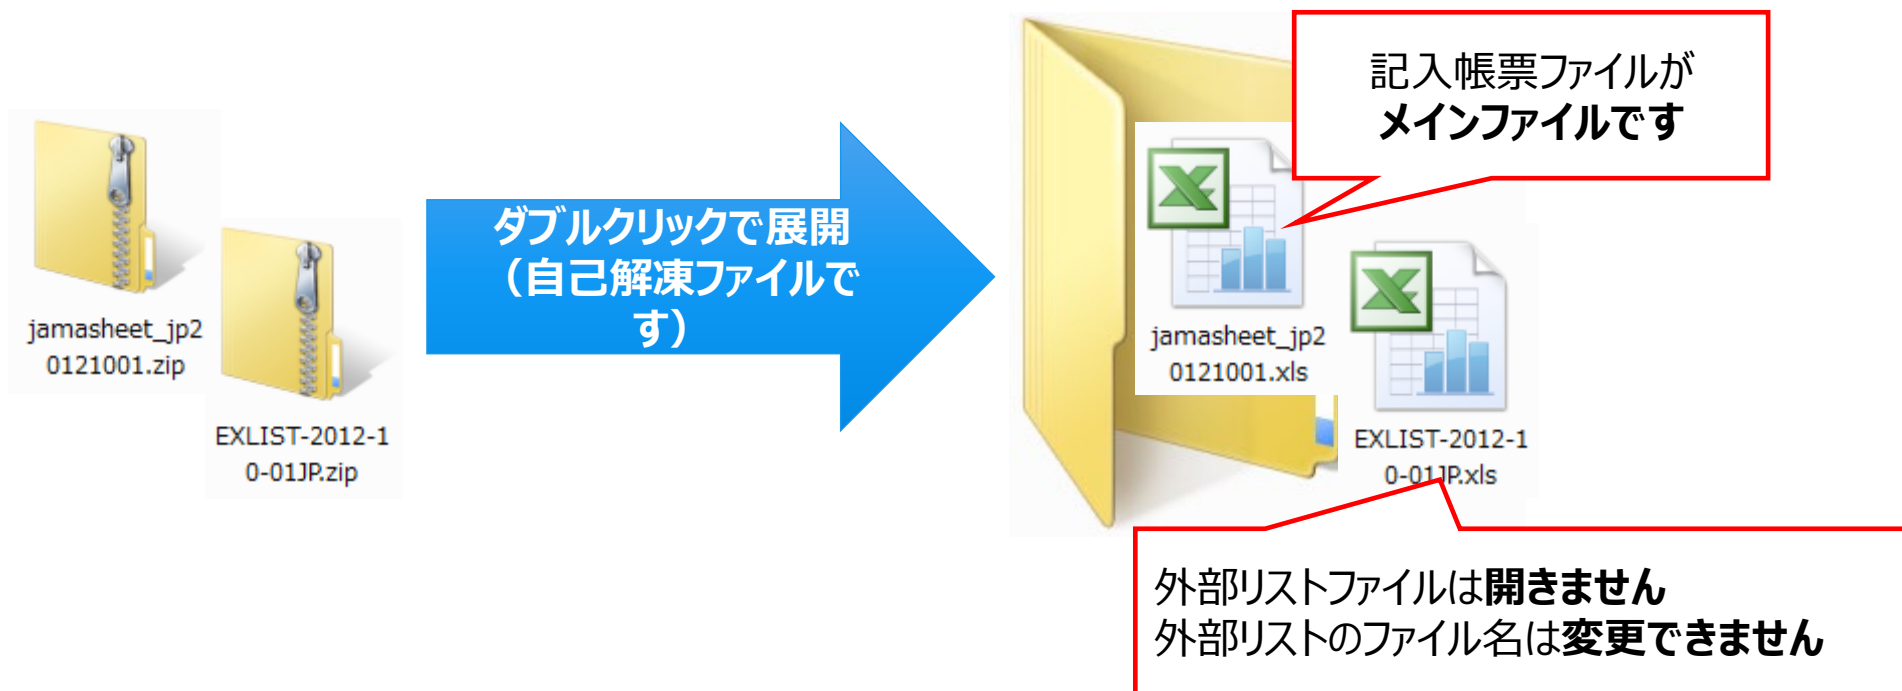 jamasheet_jp2
0121001.zip
EXLIST-2012-1
0-01JP.zip
ダブルクリックで展開
（自己解凍ファイルで
す）
記入帳票ファイルが
メインファイルです
jamasheet_jp2
0121001.xls
EXLIST-2012-1
0-01JP.xls
外部リストファイルは開きません
外部リストのファイル名は変更できません